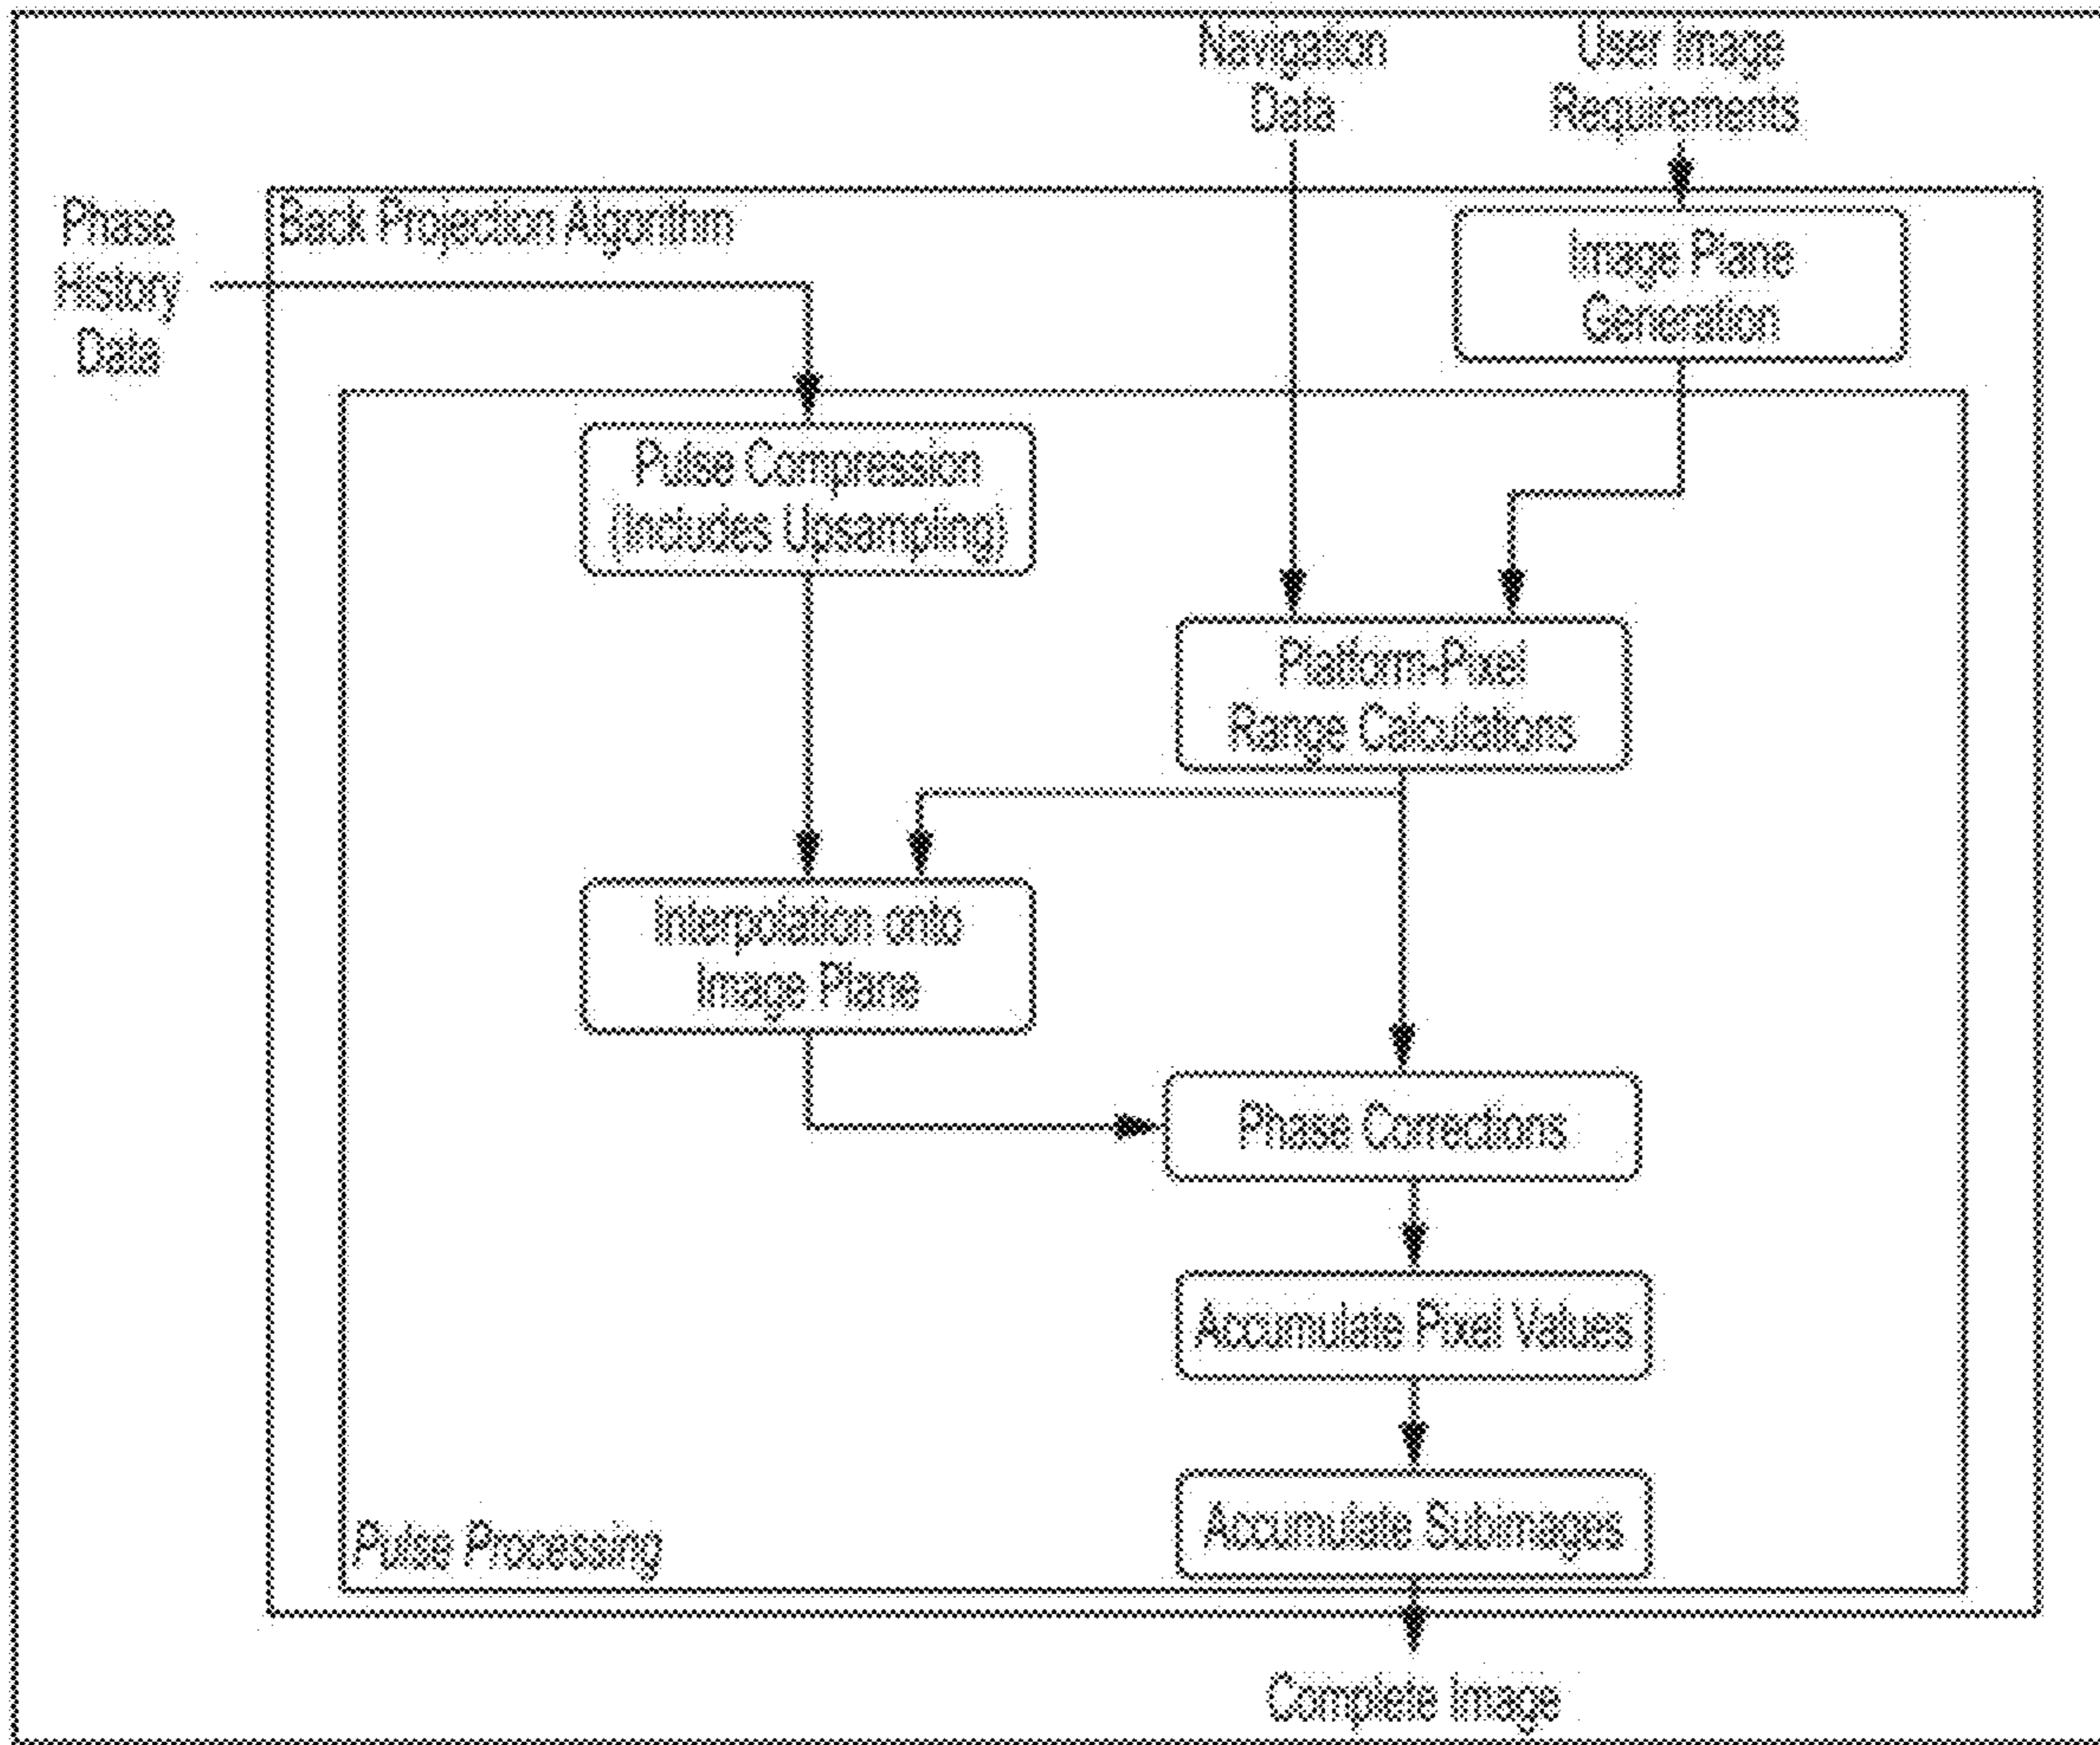 Navigation
Data
User Image
Requirements
Phase
History
Data
Back Projection Algorithm
Image Plane
Generation
Pulse Compression
(Includes Upsampling)
Platform-Pixel
Range Calculations
Interpolation onto
Image Plane
Phase Corrections
Accumulate Pixel Values
Accumulate Subimages
Pulse Processing
Complete Image